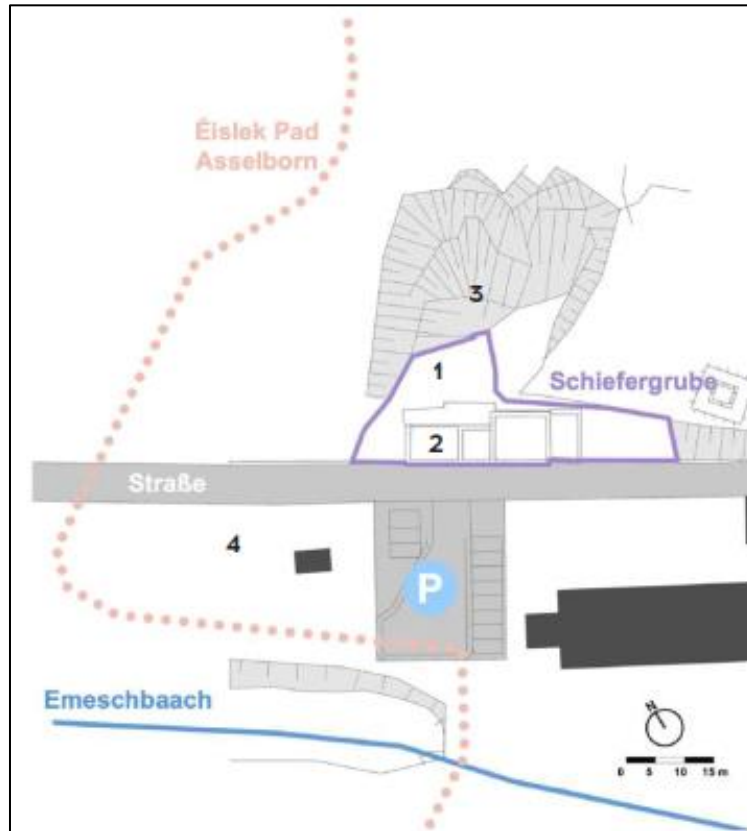 Éislek Pad
Asselborn
3
1
Schiefergrube
2
Straße
4
P
Emeschbaach
N
0 5 10 15 m